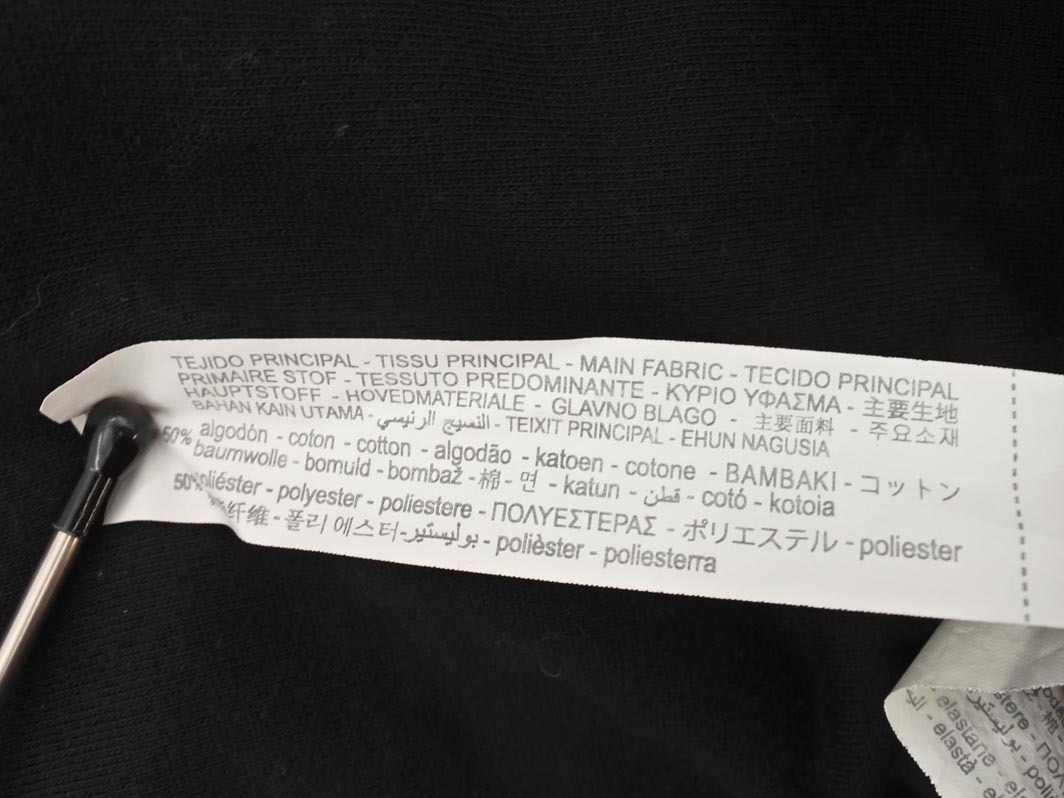 TEJIDO PRINCIPAL - TISSU PRINCIPAL - MAIN FABRIC - TECIDO PRINCIPAL
PRIMAIRE STOF - TESSUTO PREDOMINANTE - ΚΥΡΙΟ ΥΦΑΣΜΑ - 主要生地
HAUPTSTOFF - HOVEDMATERIALE - GLAVNO BLAGO - 主要面料 - 주요소재
BAHAN KAIN UTAMA - النسيج الرئيسي - TEIXIT PRINCIPAL - EHUN NAGUSIA
50% algodón - coton - cotton - algodão - katoen - cotone - ΒΑΜΒΑΚΙ - コットン
baumwolle - bomuld - bombaž - 棉 - 면 - katun - قطن - cotó - kotoia
50% poliéster - polyester - poliestere - ΠΟΛΥΕΣΤΕΡΑΣ - ポリエステル - poliester
纤维 - 폴리 에스터 - بوليستير - polièster - poliesterra
elastane
elastà